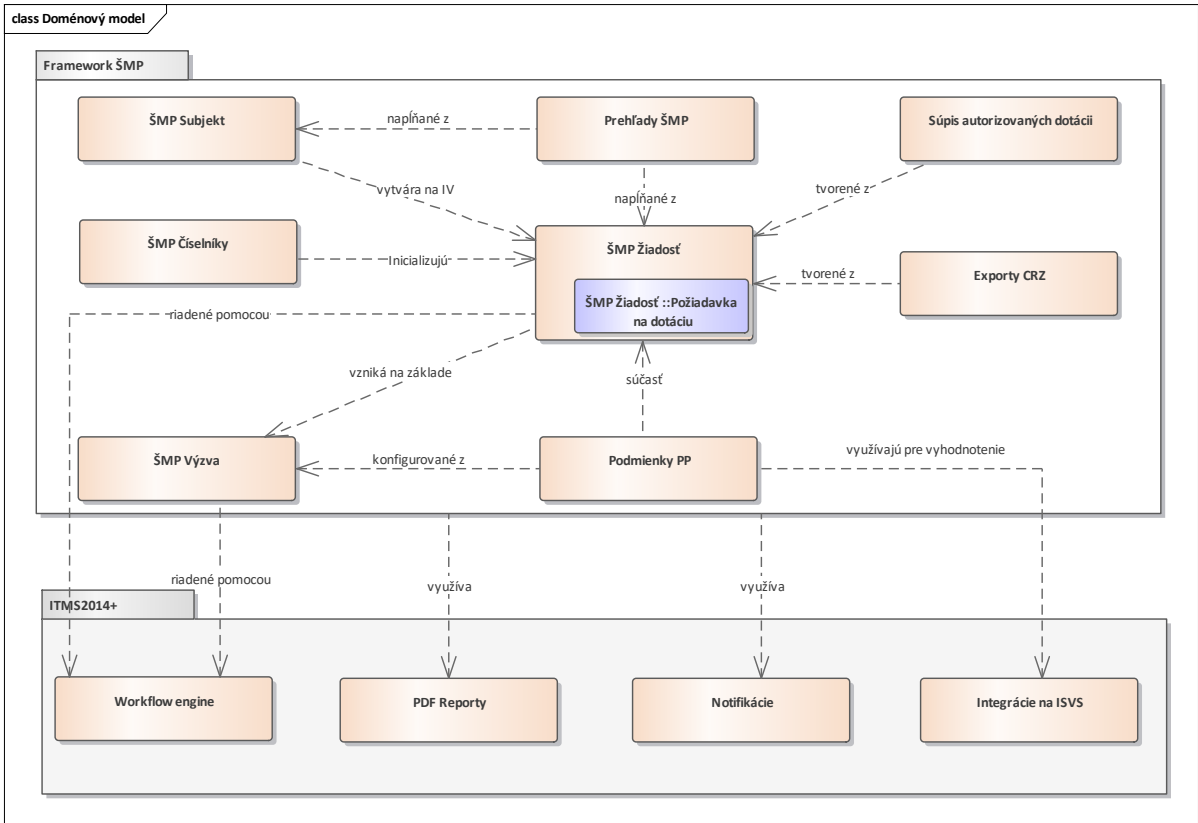 class Doménový model
Framework ŠMP
ŠMP Subjekt
napĺňané z
Prehľady ŠMP
Súpis autorizovaných dotácii
vytvára na IV
napĺňané z
tvorené z
ŠMP Číselníky
Inicializujú
ŠMP Žiadosť
tvorené z
Exporty CRZ
ŠMP Žiadosť ::Požiadavka
na dotáciu
riadené pomocou
vzniká na základe
súčasť
ŠMP Výzva
konfigurované z
Podmienky PP
využívajú pre vyhodnotenie
riadené pomocou
využíva
využíva
ITMS2014+
Workflow engine
PDF Reporty
Notifikácie
Integrácie na ISVS